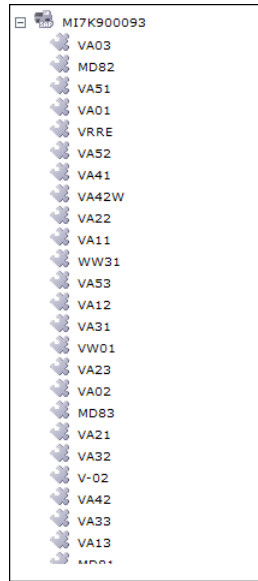 MI7K900093
VA03
MD82
VA51
VA01
VRRE
VA52
VA41
VA42W
VA22
VA11
WW31
VA53
VA12
VA31
VW01
VA23
VA02
MD83
VA21
VA32
V-02
VA42
VA33
VA13
MD81